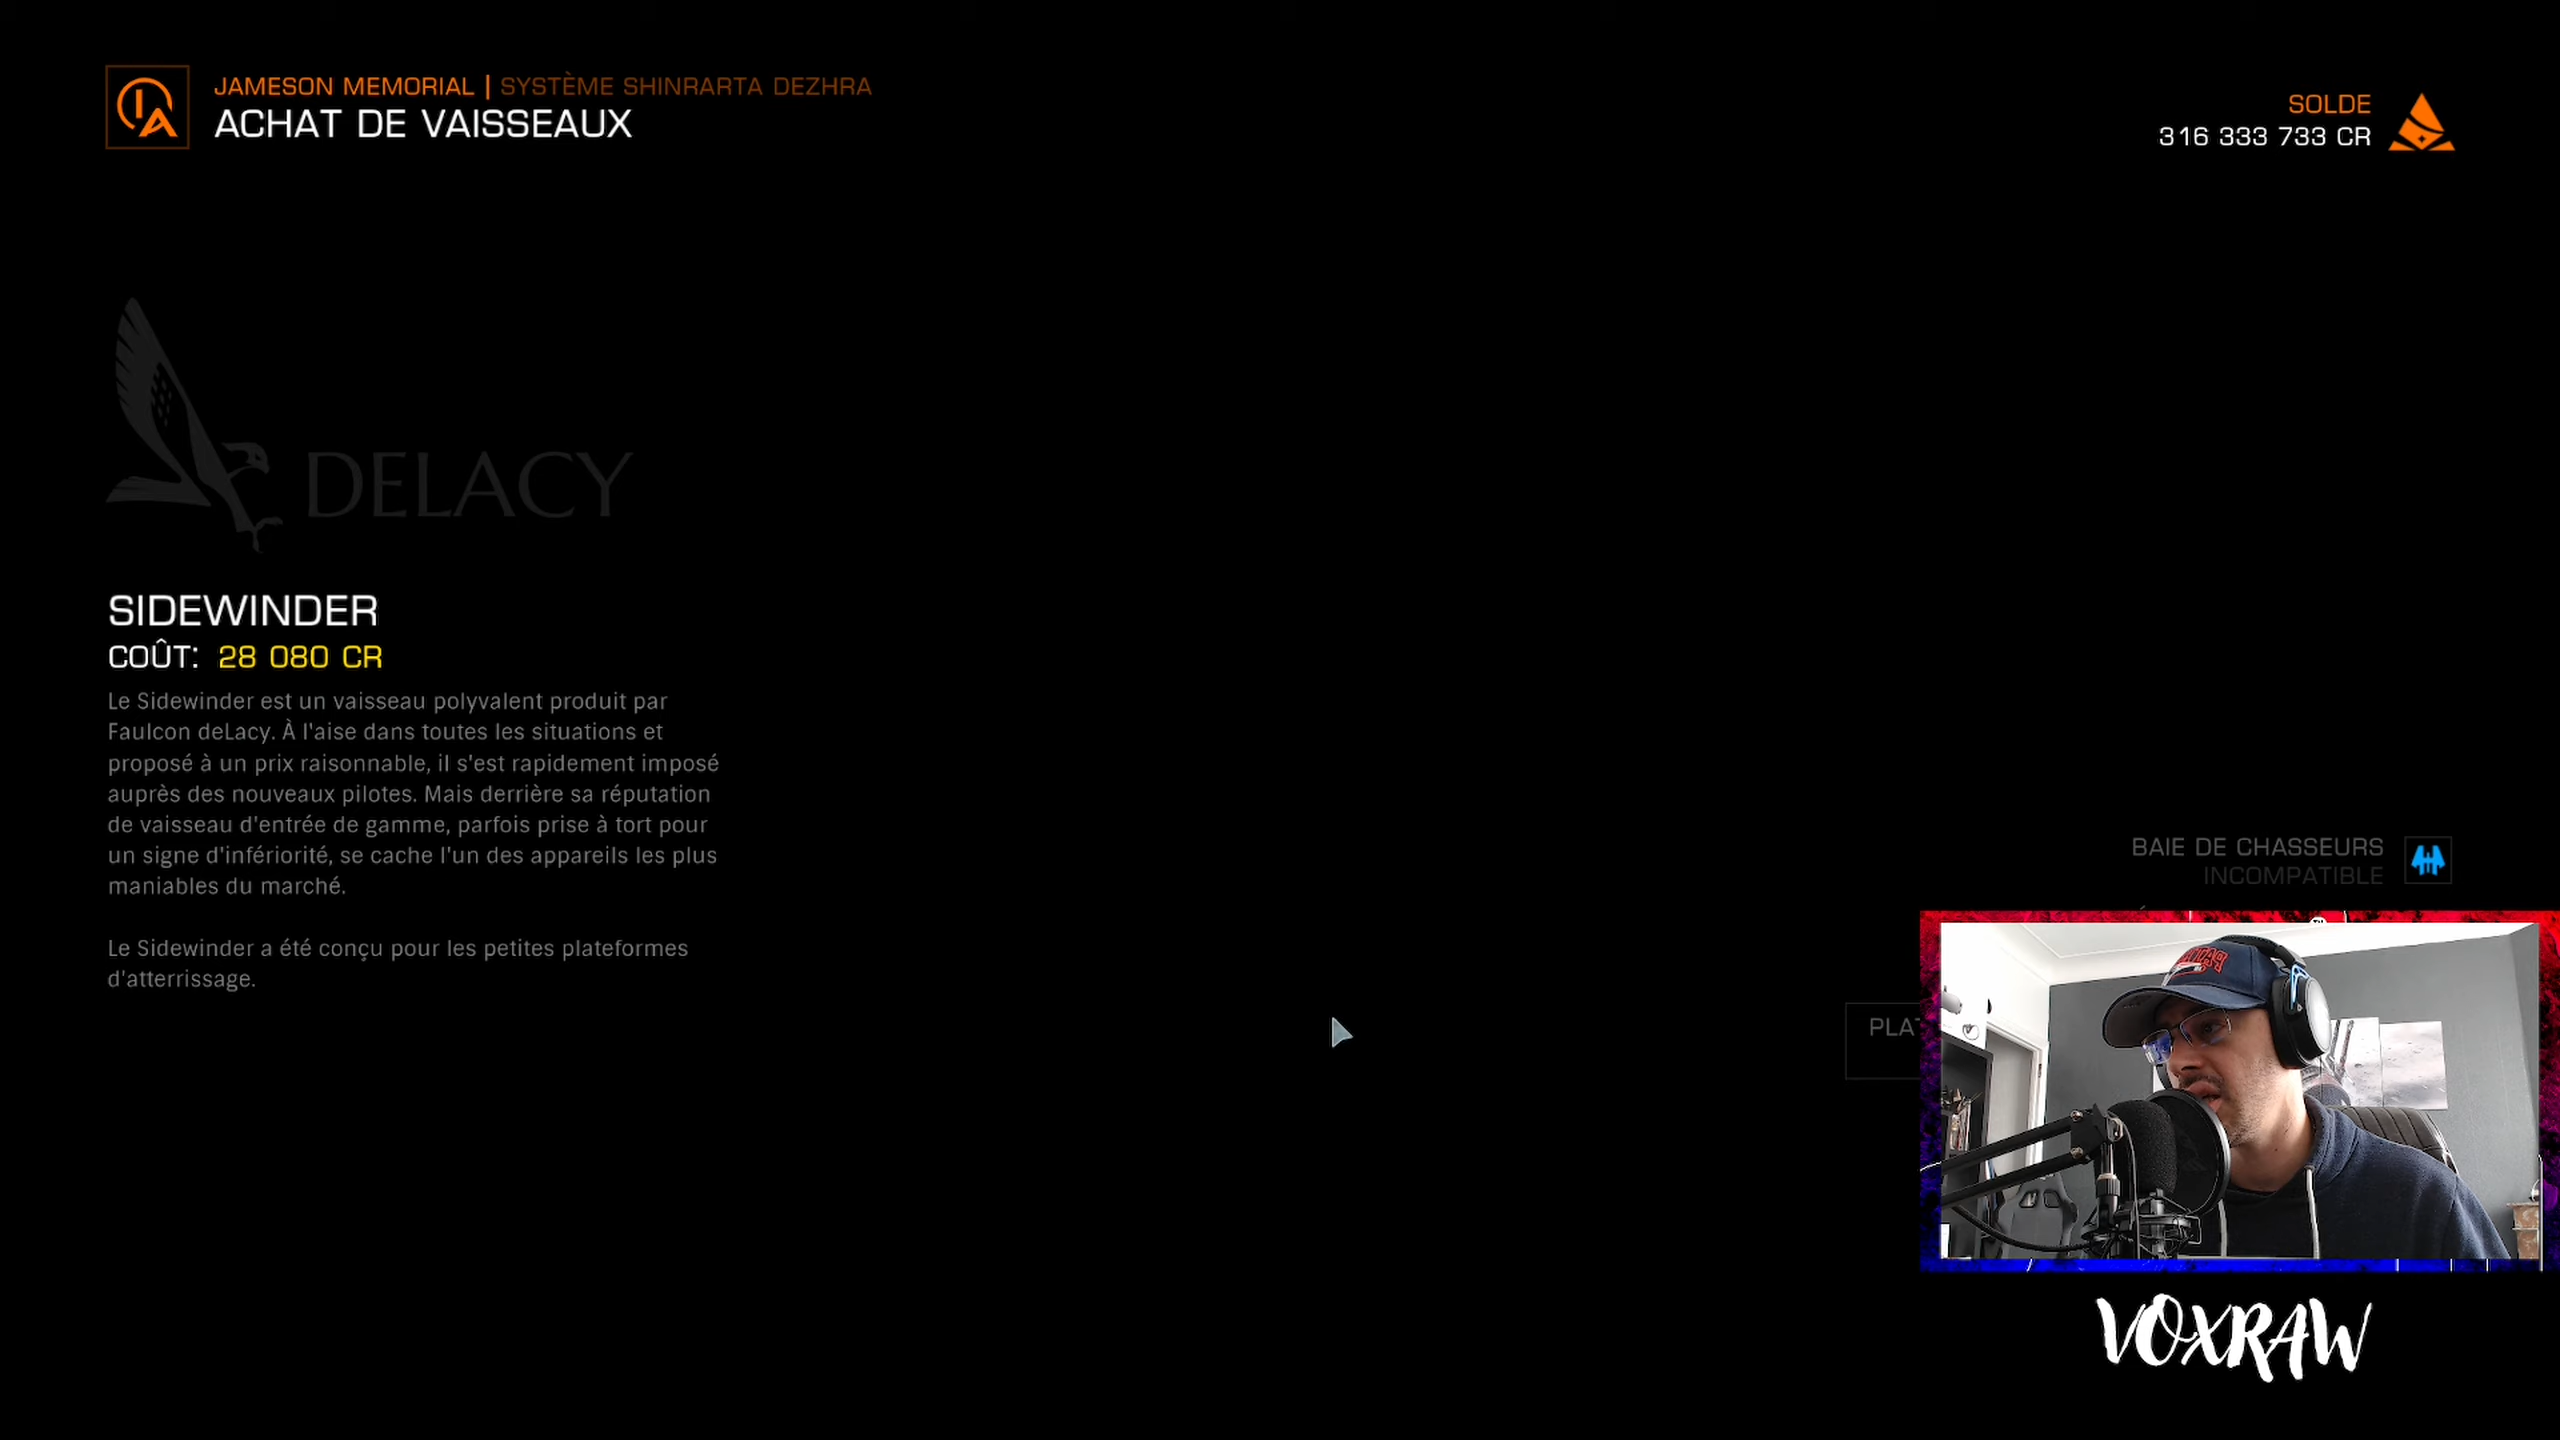 JAMESON MEMORIAL | SYSTÈME SHINRARTA DEZHRA
ACHAT DE VAISSEAUX
SOLDE
316 333 733 CR
DELACY
SIDEWINDER
COÛT: 28 080 CR
Le Sidewinder est un vaisseau polyvalent produit par
Faulcon deLacy. À l'aise dans toutes les situations et
proposé à un prix raisonnable, il s'est rapidement imposé
auprès des nouveaux pilotes. Mais derrière sa réputation
de vaisseau d'entrée de gamme, parfois prise à tort pour
un signe d'infériorité, se cache l'un des appareils les plus
maniables du marché.
Le Sidewinder a été conçu pour les petites plateformes
d'atterrissage.
BAIE DE CHASSEURS
INCOMPATIBLE
PLAT
VOXRAW